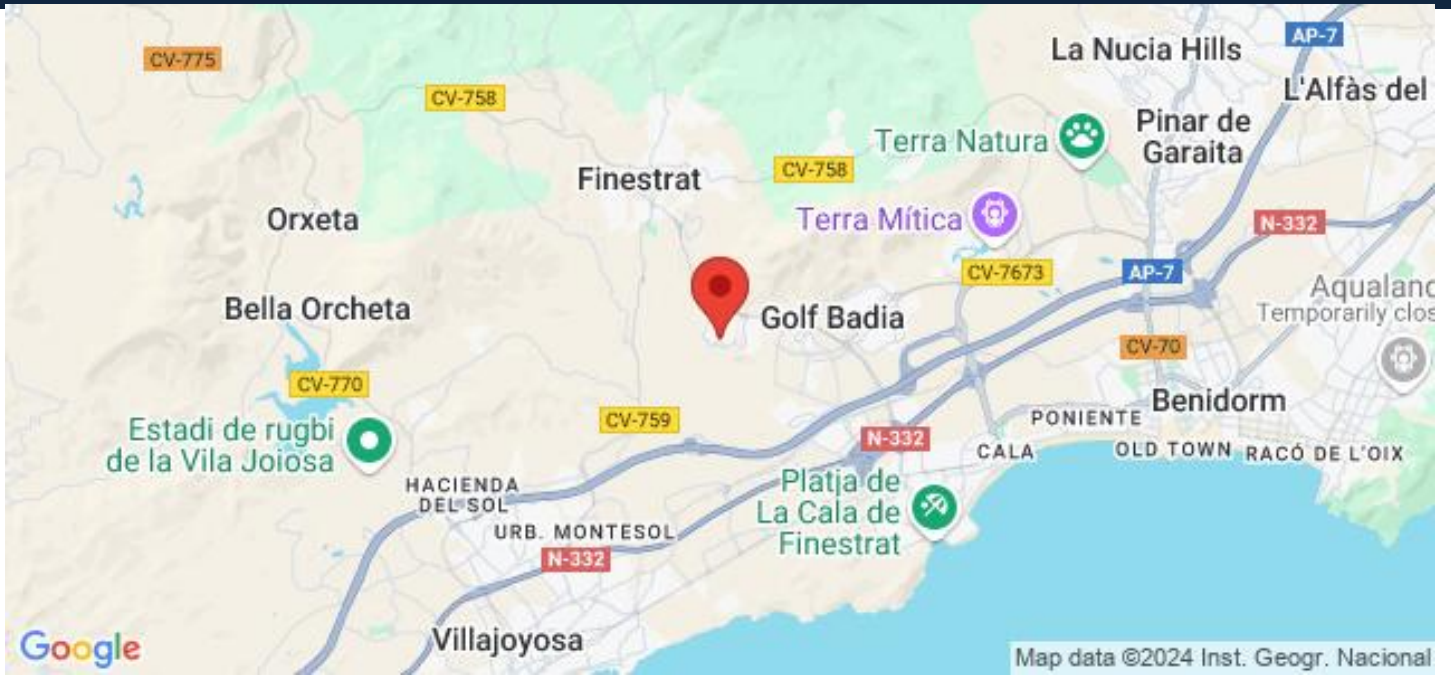 CV-775
CV-758
La Nucia Hills
AP-7
L'Alfàs del
Terra Natura
Pinar de
Garaita
CV-758
Finestrat
Orxeta
Terra Mítica
N-332
CV-7673
AP-7
Aqualand
Temporarily clos
Bella Orcheta
Golf Badia
CV-70
CV-770
CV-759
Benidorm
Estadi de rugbi
de la Vila Joiosa
PONIENTE
N-332
CALA
OLD TOWN
RACÓ DE L'OIX
HACIENDA
DEL SOL
Platja de
La Cala de
Finestrat
URB. MONTESOL
N-332
Villajoyosa
Google
Map data ©2024 Inst. Geogr. Nacional